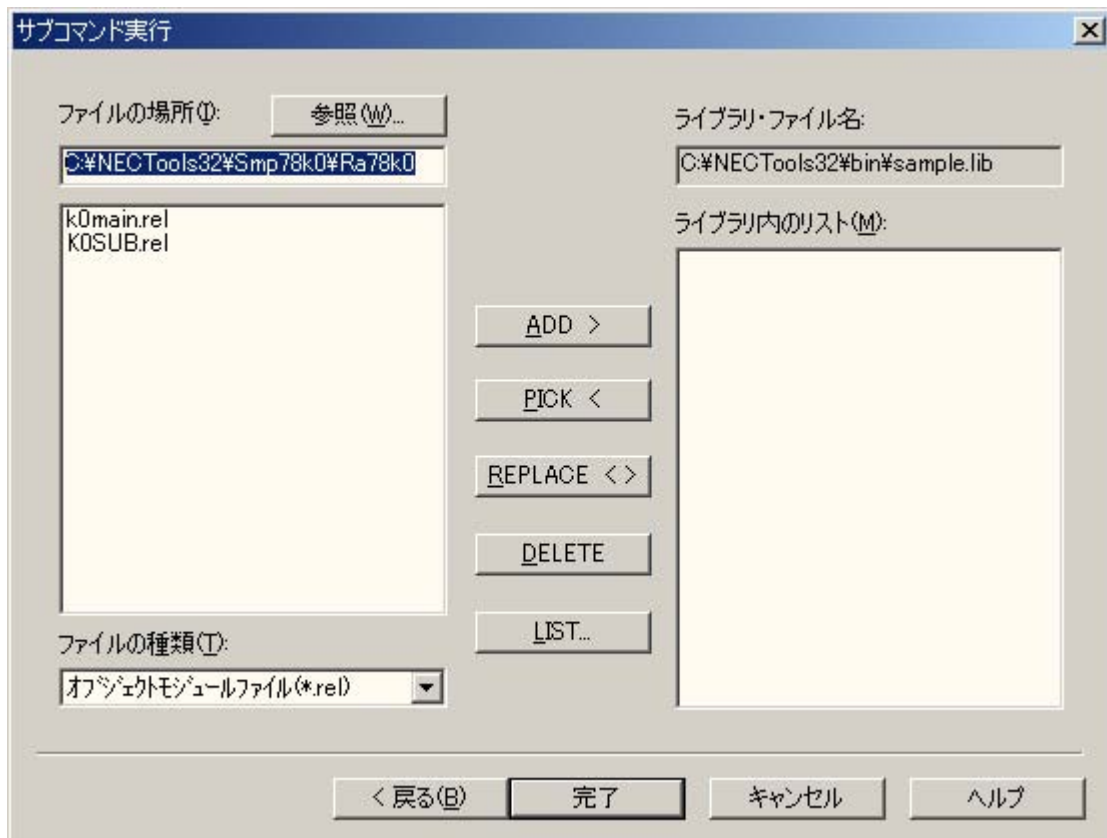 サブコマンド実行
ファイルの場所(I):
参照(W)...
C:¥NECTools32¥Smp78k0¥Ra78k0
k0main.rel
K0SUB.rel
ファイルの種類(T):
オブジェクトモジュールファイル(*.rel)
ADD >
PICK <
REPLACE < >
DELETE
LIST...
ライブラリ・ファイル名:
C:¥NECTools32¥bin¥sample.lib
ライブラリ内のリスト(M):
< 戻る(B)
完了
キャンセル
ヘルプ